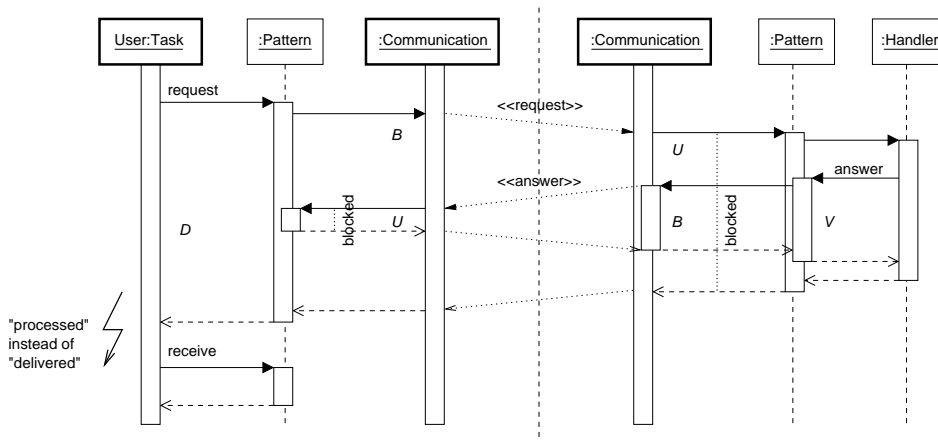 User:Task
:Pattern
:Communication
:Communication
:Pattern
:Handler
request
<<request>>
B
U
answer
<<answer>>
D
blocked
U
B
blocked
V
"processed"
instead of
"delivered"
receive